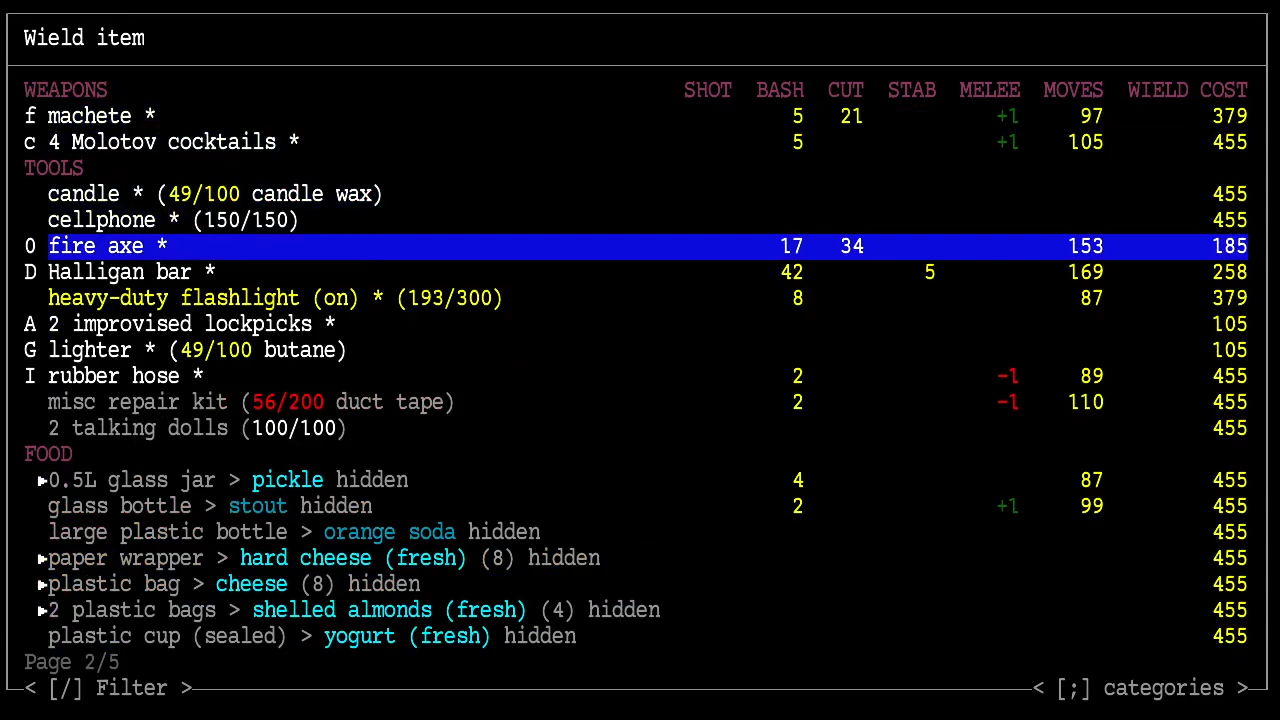 Wield item
WEAPONS SHOT BASH CUT STAB MELEE MOVES WIELD COST
f machete * 5 21 +1 97 379
c 4 Molotov cocktails * 5 +1 105 455
TOOLS
candle * (49/100 candle wax) 455
cellphone * (150/150) 455
O fire axe * 17 34 153 185
D Halligan bar * 42 5 169 258
heavy-duty flashlight (on) * (193/300) 8 87 379
A 2 improvised lockpicks * 105
G lighter * (49/100 butane) 105
I rubber hose * 2 -1 89 455
misc repair kit (56/200 duct tape) 2 -1 110 455
2 talking dolls (100/100) 455
FOOD
▸0.5L glass jar > pickle hidden 4 87 455
glass bottle > stout hidden 2 +1 99 455
large plastic bottle > orange soda hidden 455
▸paper wrapper > hard cheese (fresh) (8) hidden 455
▸plastic bag > cheese (8) hidden 455
▸2 plastic bags > shelled almonds (fresh) (4) hidden 455
plastic cup (sealed) > yogurt (fresh) hidden 455
Page 2/5
< [/] Filter > < [;] categories >